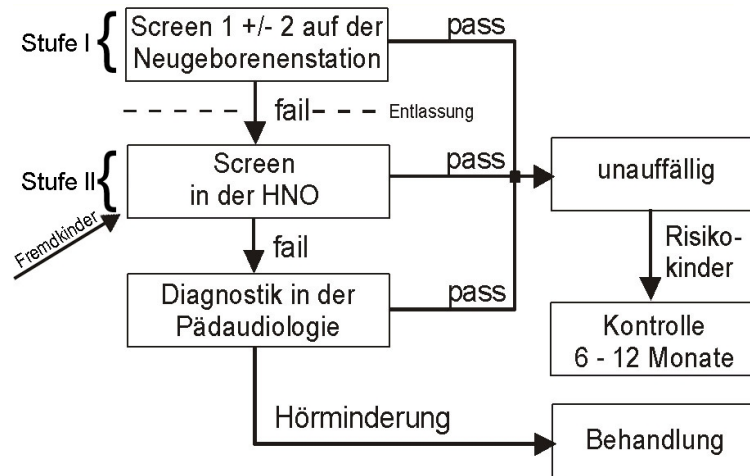 Stufe I
Screen 1 +/- 2 auf der
Neugeborenenstation
pass
fail
Entlassung
Stufe II
Screen
in der HNO
pass
unauffällig
Fremdkinder
fail
Risiko-
kinder
Diagnostik in der
Pädaudiologie
pass
Kontrolle
6 - 12 Monate
Hörminderung
Behandlung